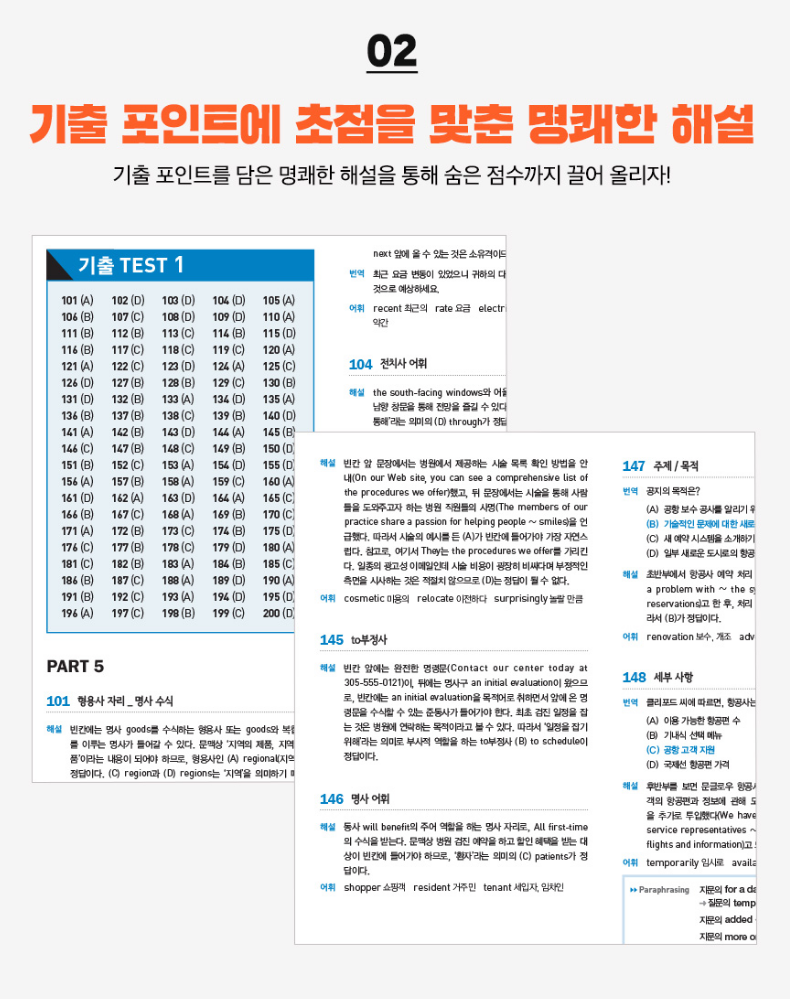 02
기출 포인트에 초점을 맞춘 명쾌한 해설
기출 포인트를 담은 명쾌한 해설을 통해 숨은 점수까지 끌어 올리자!
기출 TEST 1
101 (A) 102 (D) 103 (D) 104 (D) 105 (A)
106 (B) 107 (C) 108 (D) 109 (D) 110 (A)
111 (B) 112 (B) 113 (C) 114 (B) 115 (D)
116 (B) 117 (C) 118 (C) 119 (C) 120 (A)
121 (A) 122 (C) 123 (D) 124 (A) 125 (C)
126 (D) 127 (B) 128 (B) 129 (C) 130 (B)
131 (D) 132 (B) 133 (A) 134 (D) 135 (A)
136 (B) 137 (B) 138 (C) 139 (B) 140 (D)
141 (A) 142 (B) 143 (D) 144 (A) 145 (B)
146 (C) 147 (B) 148 (C) 149 (B) 150 (D)
151 (B) 152 (C) 153 (A) 154 (D) 155 (D)
156 (A) 157 (B) 158 (A) 159 (C) 160 (A)
161 (D) 162 (A) 163 (D) 164 (A) 165 (C)
166 (C) 167 (B) 168 (A) 169 (B) 170 (C)
171 (A) 172 (B) 173 (C) 174 (B) 175 (D)
176 (C) 177 (B) 178 (C) 179 (D) 180 (A)
181 (C) 182 (B) 183 (A) 184 (B) 185 (C)
186 (B) 187 (C) 188 (A) 189 (D) 190 (A)
191 (B) 192 (C) 193 (A) 194 (D) 195 (D)
196 (A) 197 (C) 198 (B) 199 (C) 200 (D)
PART 5
101 형용사 자리 _ 명사 수식
해설 빈칸에는 명사 goods를 수식하는 형용사 또는 goods와 복합
를 이루는 명사가 들어갈 수 있다. 문맥상 '지역의 제품, 지역
품'이라는 내용이 되어야 하므로, 형용사인 (A) regional(지역
정답이다. (C) region과 (D) regions는 '지역'을 의미하기
next 앞에 올 수 있는 것은 소유격이므
번역 최근 요금 변동이 있었으니 귀하의 다
것으로 예상하세요.
어휘 recent 최근의 rate 요금 electri
약간
104 전치사 어휘
해설 the south-facing windows와 어울
남향 창문을 통해 전망을 즐길 수 있다
통해'라는 의미의 (D) through가 정답
해설 빈칸 앞 문장에서는 병원에서 제공하는 시술 목록 확인 방법을 안
내(On our Web site, you can see a comprehensive list of
the procedures we offer)했고, 뒤 문장에서는 시술을 통해 사람
들을 도와주고자 하는 병원 직원들의 사명(The members of our
practice share a passion for helping people ~ smiles)을 언
급했다. 따라서 시술의 예시를 든 (A)가 빈칸에 들어가야 가장 자연스
럽다. 참고로, 여기서 They는 the procedures we offer를 가리킨
다. 일종의 광고성 이메일인데 시술 비용이 굉장히 비싸다며 부정적인
측면을 시사하는 것은 적절치 않으므로 (D)는 정답이 될 수 없다.
어휘 cosmetic 미용의 relocate 이전하다 surprisingly 놀랄 만큼
145 to부정사
해설 빈칸 앞에는 완전한 명령문(Contact our center today at
305-555-0121)이, 뒤에는 명사구 an initial evaluation이 왔으므
로, 빈칸에는 an initial evaluation을 목적어로 취하면서 앞에 온 명
령문을 수식할 수 있는 준동사가 들어가야 한다. 최초 검진 일정을 잡
는 것은 병원에 연락하는 목적이라고 볼 수 있다. 따라서 '일정을 잡기
위해'라는 의미로 부사적 역할을 하는 to부정사 (B) to schedule이
정답이다.
146 명사 어휘
해설 동사 will benefit의 주어 역할을 하는 명사 자리로, All first-time
의 수식을 받는다. 문맥상 병원 검진 예약을 하고 할인 혜택을 받는 대
상이 빈칸에 들어가야 하므로, '환자'라는 의미의 (C) patients가 정
답이다.
어휘 shopper 쇼핑객 resident 거주민 tenant 세입자, 임차인
147 주제 / 목적
번역 공지의 목적은?
(A) 공항 보수 공사를 알리기 위
(B) 기술적인 문제에 대한 새로
(C) 새 예약 시스템을 소개하기
(D) 일부 새로운 도시로의 항공
해설 초반부에서 항공사 예약 처리
a problem with ~ the sy
reservations)고 한 후, 처리
라서 (B)가 정답이다.
어휘 renovation 보수, 개조 adv
148 세부 사항
번역 클리포드 씨에 따르면, 항공사는
(A) 이용 가능한 항공편 수
(B) 기내식 선택 메뉴
(C) 공항 고객 지원
(D) 국제선 항공편 가격
해설 후반부를 보면 문글로우 항공사
객의 항공편과 정보에 관해 도
을 추가로 투입했다(We have
service representatives ~
flights and information)고
어휘 temporarily 임시로 availa
Paraphrasing 지문의 for a da
→ 질문의 temp
지문의 added
지문의 more o